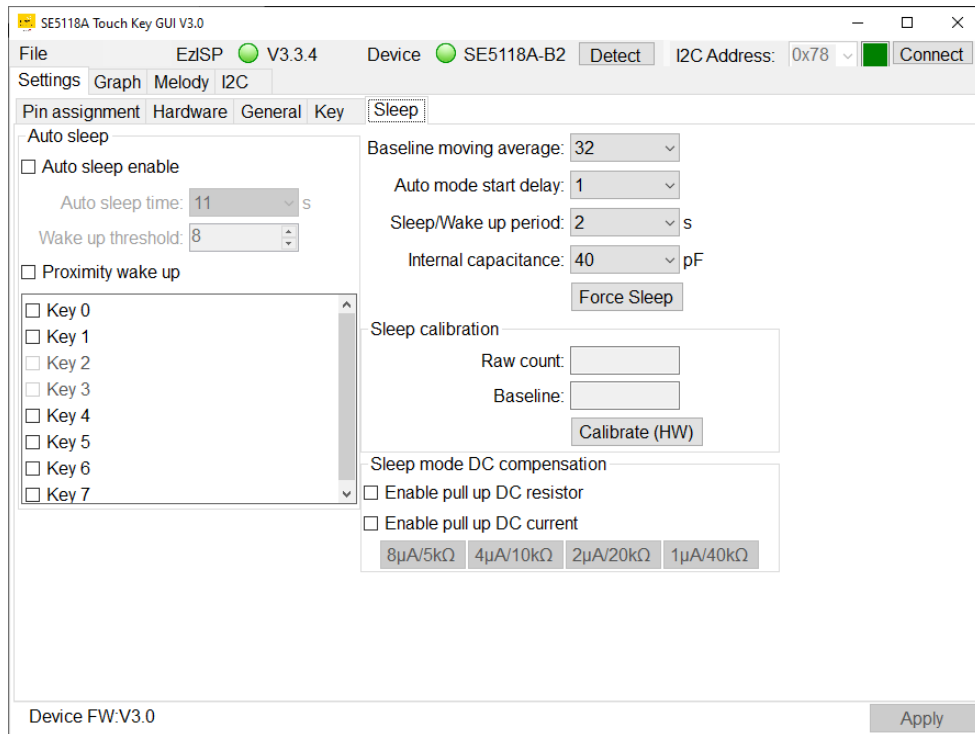 SE5118A Touch Key GUI V3.0
File EzISP V3.3.4 Device SE5118A-B2 Detect I2C Address: 0x78 Connect
Settings Graph Melody I2C
Pin assignment Hardware General Key Sleep
Auto sleep
Auto sleep enable
Auto sleep time: 11 s
Wake up threshold: 8
Proximity wake up
Key 0
Key 1
Key 2
Key 3
Key 4
Key 5
Key 6
Key 7
Baseline moving average: 32
Auto mode start delay: 1
Sleep/Wake up period: 2 s
Internal capacitance: 40 pF
Force Sleep
Sleep calibration
Raw count:
Baseline:
Calibrate (HW)
Sleep mode DC compensation
Enable pull up DC resistor
Enable pull up DC current
8µA/5kΩ 4µA/10kΩ 2µA/20kΩ 1µA/40kΩ
Device FW:V3.0 Apply